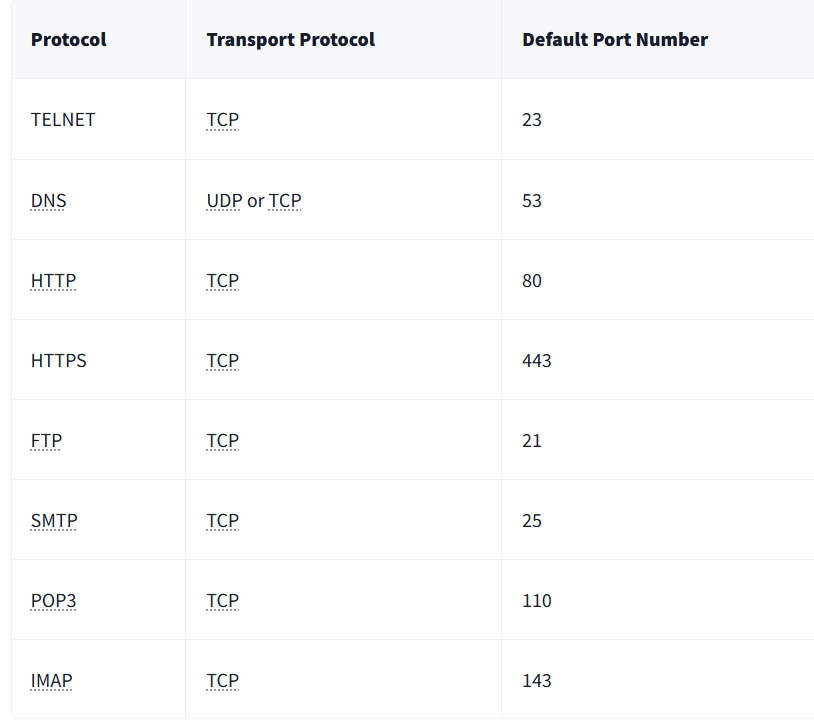 Protocol Transport Protocol Default Port Number
TELNET TCP 23
DNS UDP or TCP 53
HTTP TCP 80
HTTPS TCP 443
FTP TCP 21
SMTP TCP 25
POP3 TCP 110
IMAP TCP 143